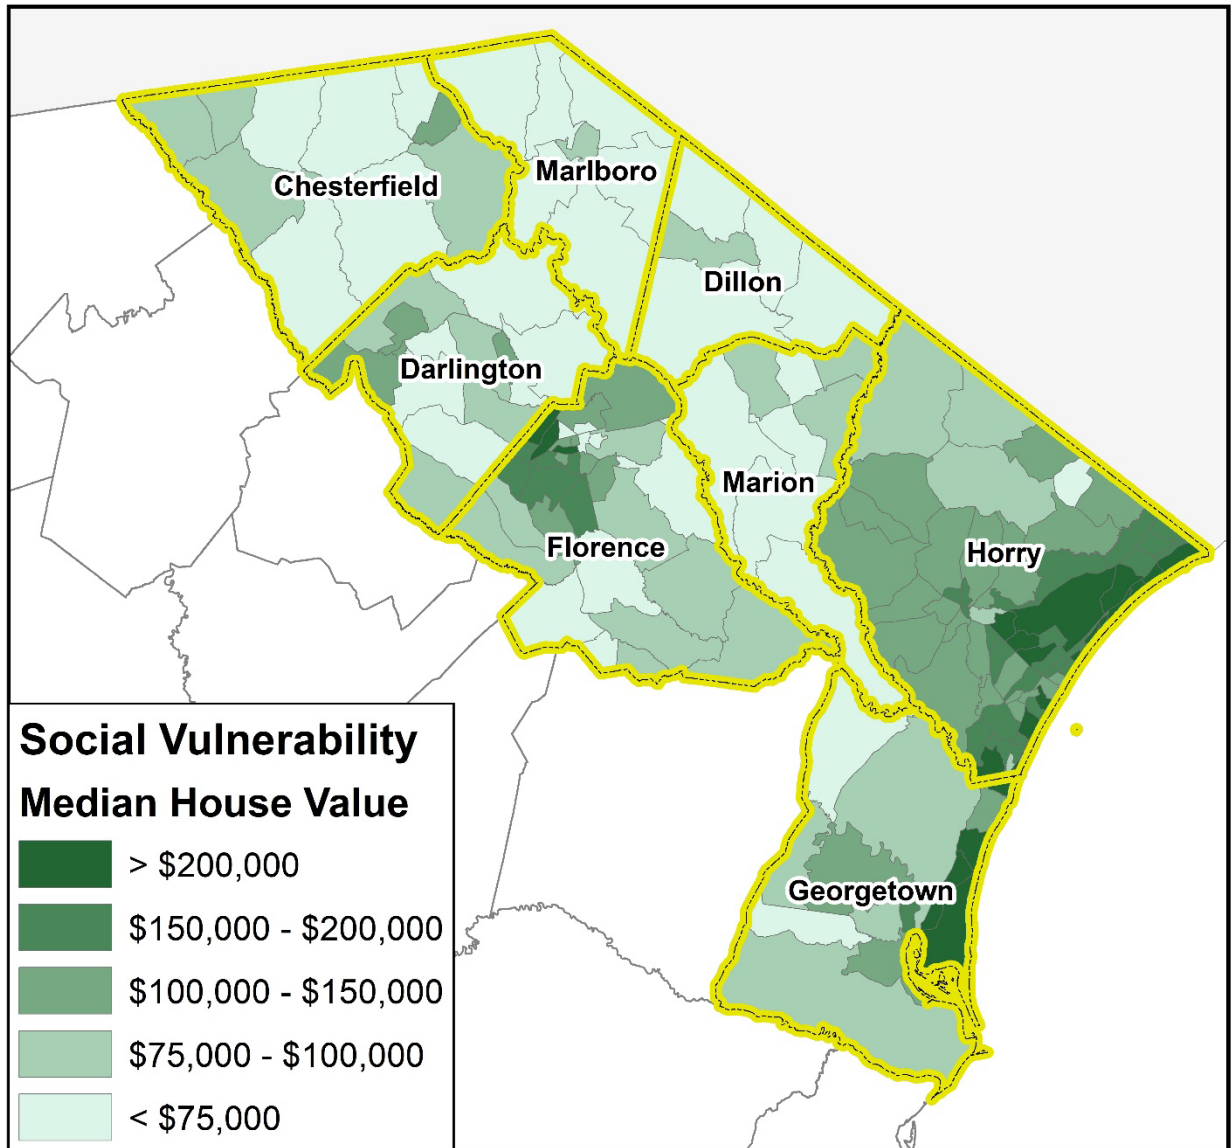 Chesterfield
Marlboro
Dillon
Darlington
Marion
Florence
Horry
Georgetown
Social Vulnerability
Median House Value
> $200,000
$150,000 - $200,000
$100,000 - $150,000
$75,000 - $100,000
< $75,000